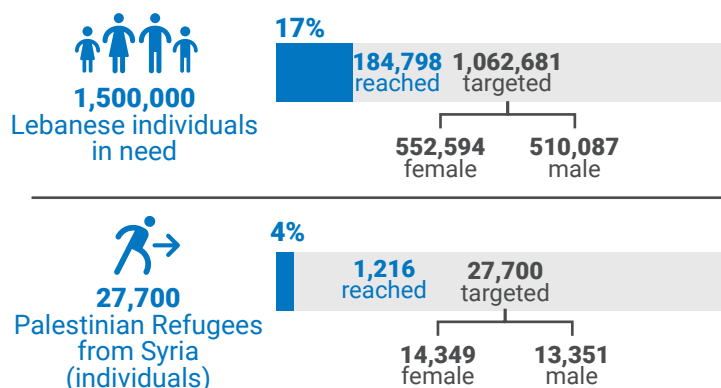 17%
184,798 1,062,681
reached targeted
1,500,000
Lebanese individuals
in need
552,594 510,087
female male
4%
1,216 27,700
reached targeted
27,700
Palestinian Refugees
from Syria
(individuals)
14,349 13,351
female male